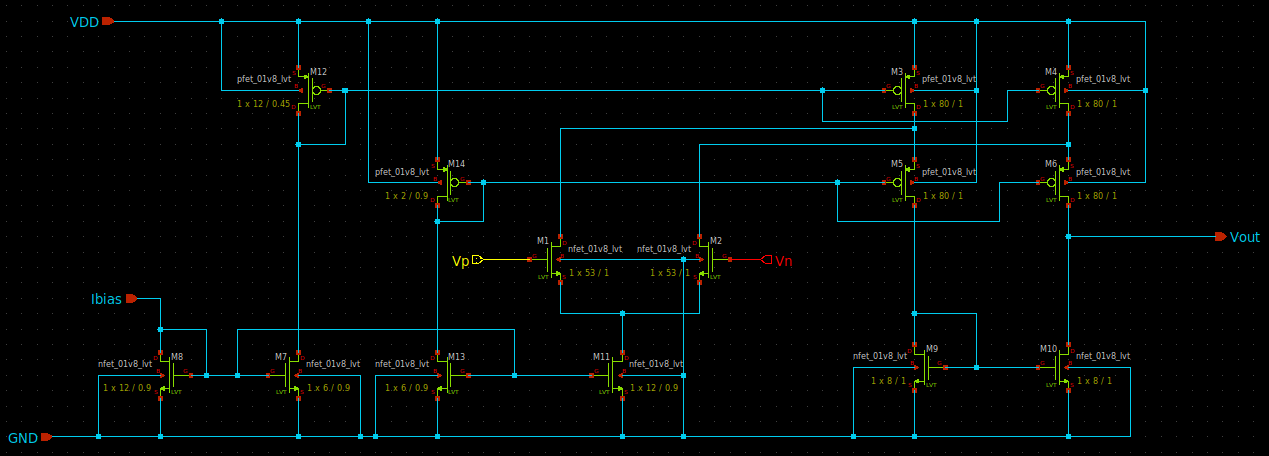 VDD
M12
pfet_01v8_lvt
1 x 12 / 0.45
LVT
M3
pfet_01v8_lvt
1 x 80 / 1
LVT
M4
pfet_01v8_lvt
1 x 80 / 1
LVT
M14
pfet_01v8_lvt
1 x 2 / 0.9
LVT
M5
pfet_01v8_lvt
1 x 80 / 1
LVT
M6
pfet_01v8_lvt
1 x 80 / 1
LVT
Vout
M1
nfet_01v8_lvt
1 x 53 / 1
LVT
M2
nfet_01v8_lvt
1 x 53 / 1
LVT
Vp
Vn
Ibias
M8
nfet_01v8_lvt
1 x 12 / 0.9
LVT
M7
nfet_01v8_lvt
1 x 6 / 0.9
LVT
M13
nfet_01v8_lvt
1 x 6 / 0.9
LVT
M11
nfet_01v8_lvt
1 x 12 / 0.9
LVT
M9
nfet_01v8_lvt
1 x 8 / 1
LVT
M10
nfet_01v8_lvt
1 x 8 / 1
LVT
GND